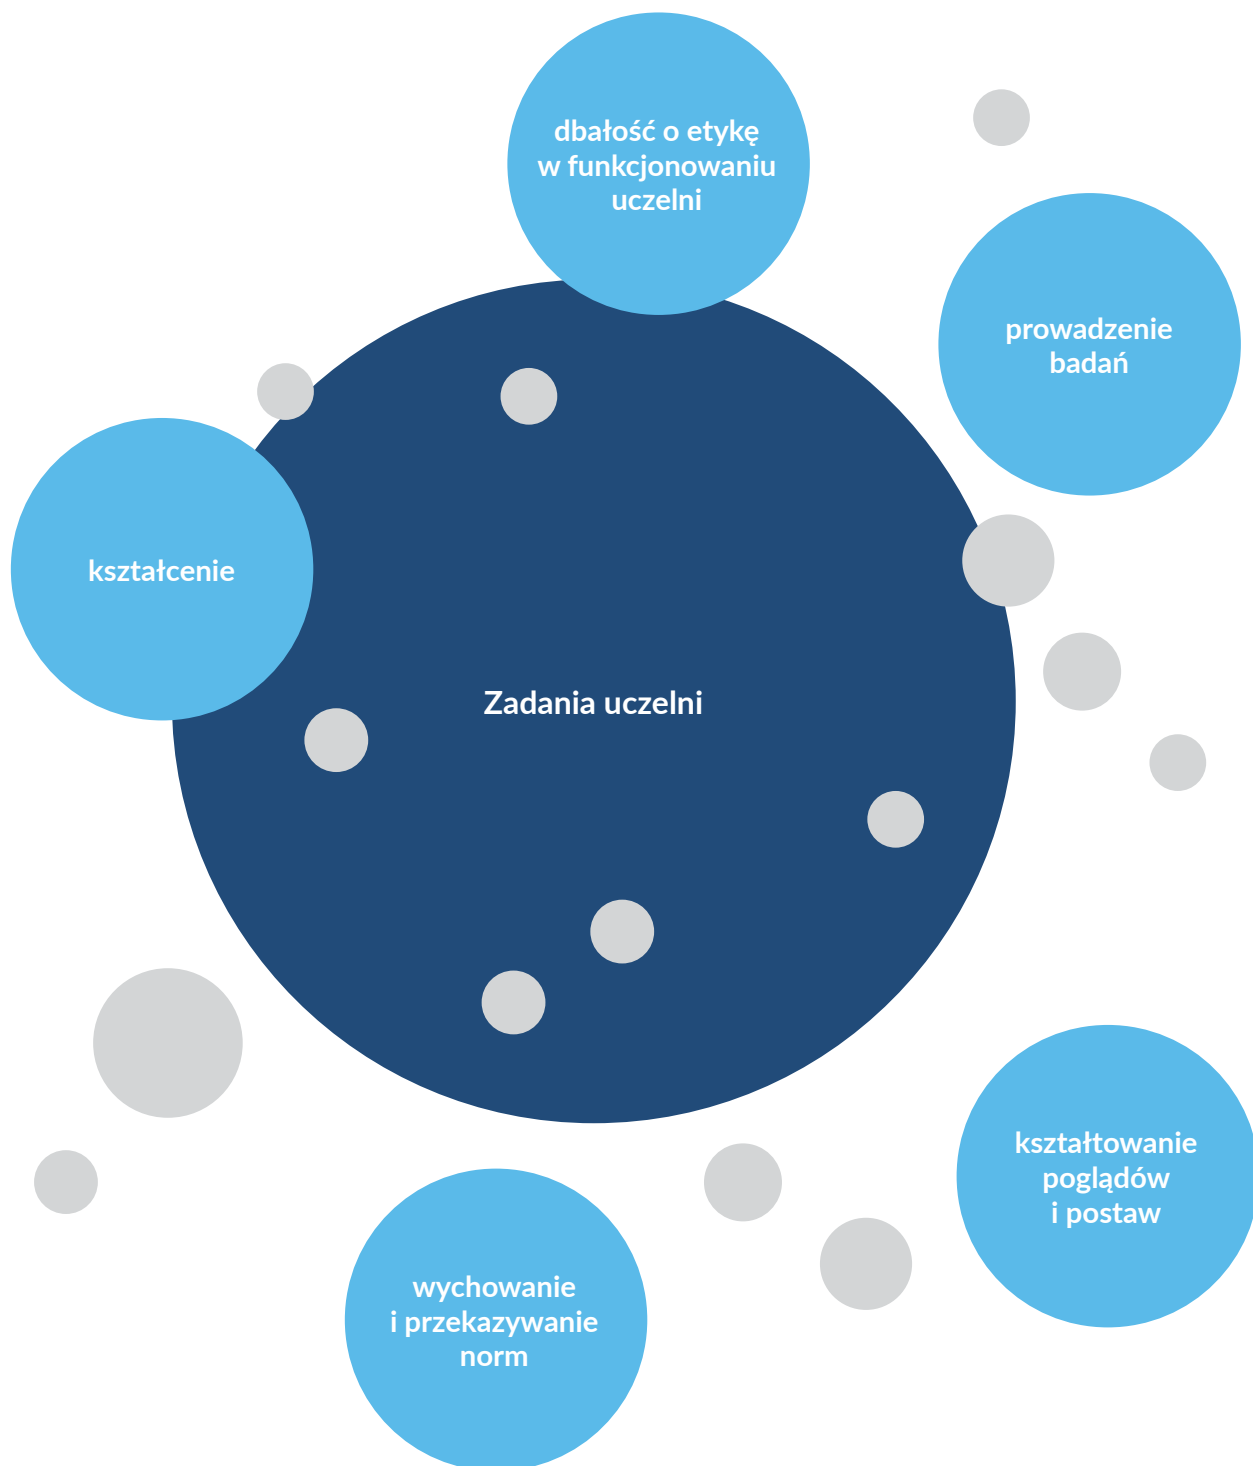 dbałość o etykę
w funkcjonowaniu
uczelni
prowadzenie
badań
kształcenie
Zadania uczelni
kształtowanie
poglądów
i postaw
wychowanie
i przekazywanie
norm